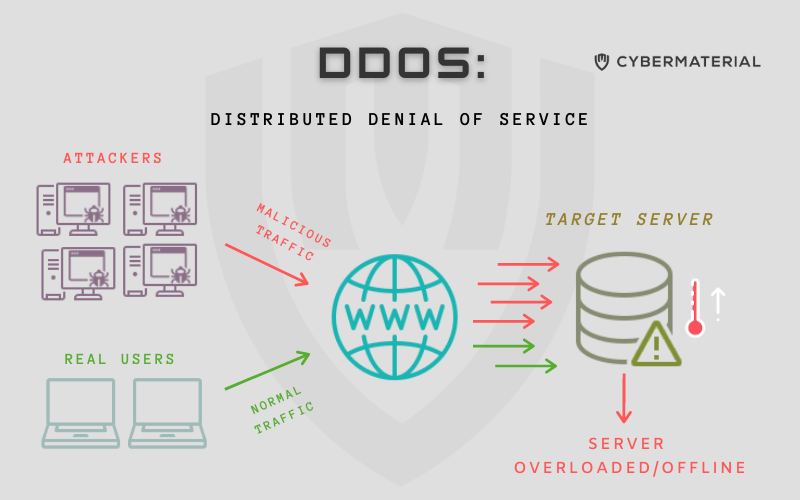 DDOS:
CYBERMATERIAL
DISTRIBUTED DENIAL OF SERVICE
ATTACKERS
MALICIOUS
TRAFFIC
TARGET SERVER
WWW
REAL USERS
NORMAL
TRAFFIC
SERVER
OVERLOADED/OFFLINE